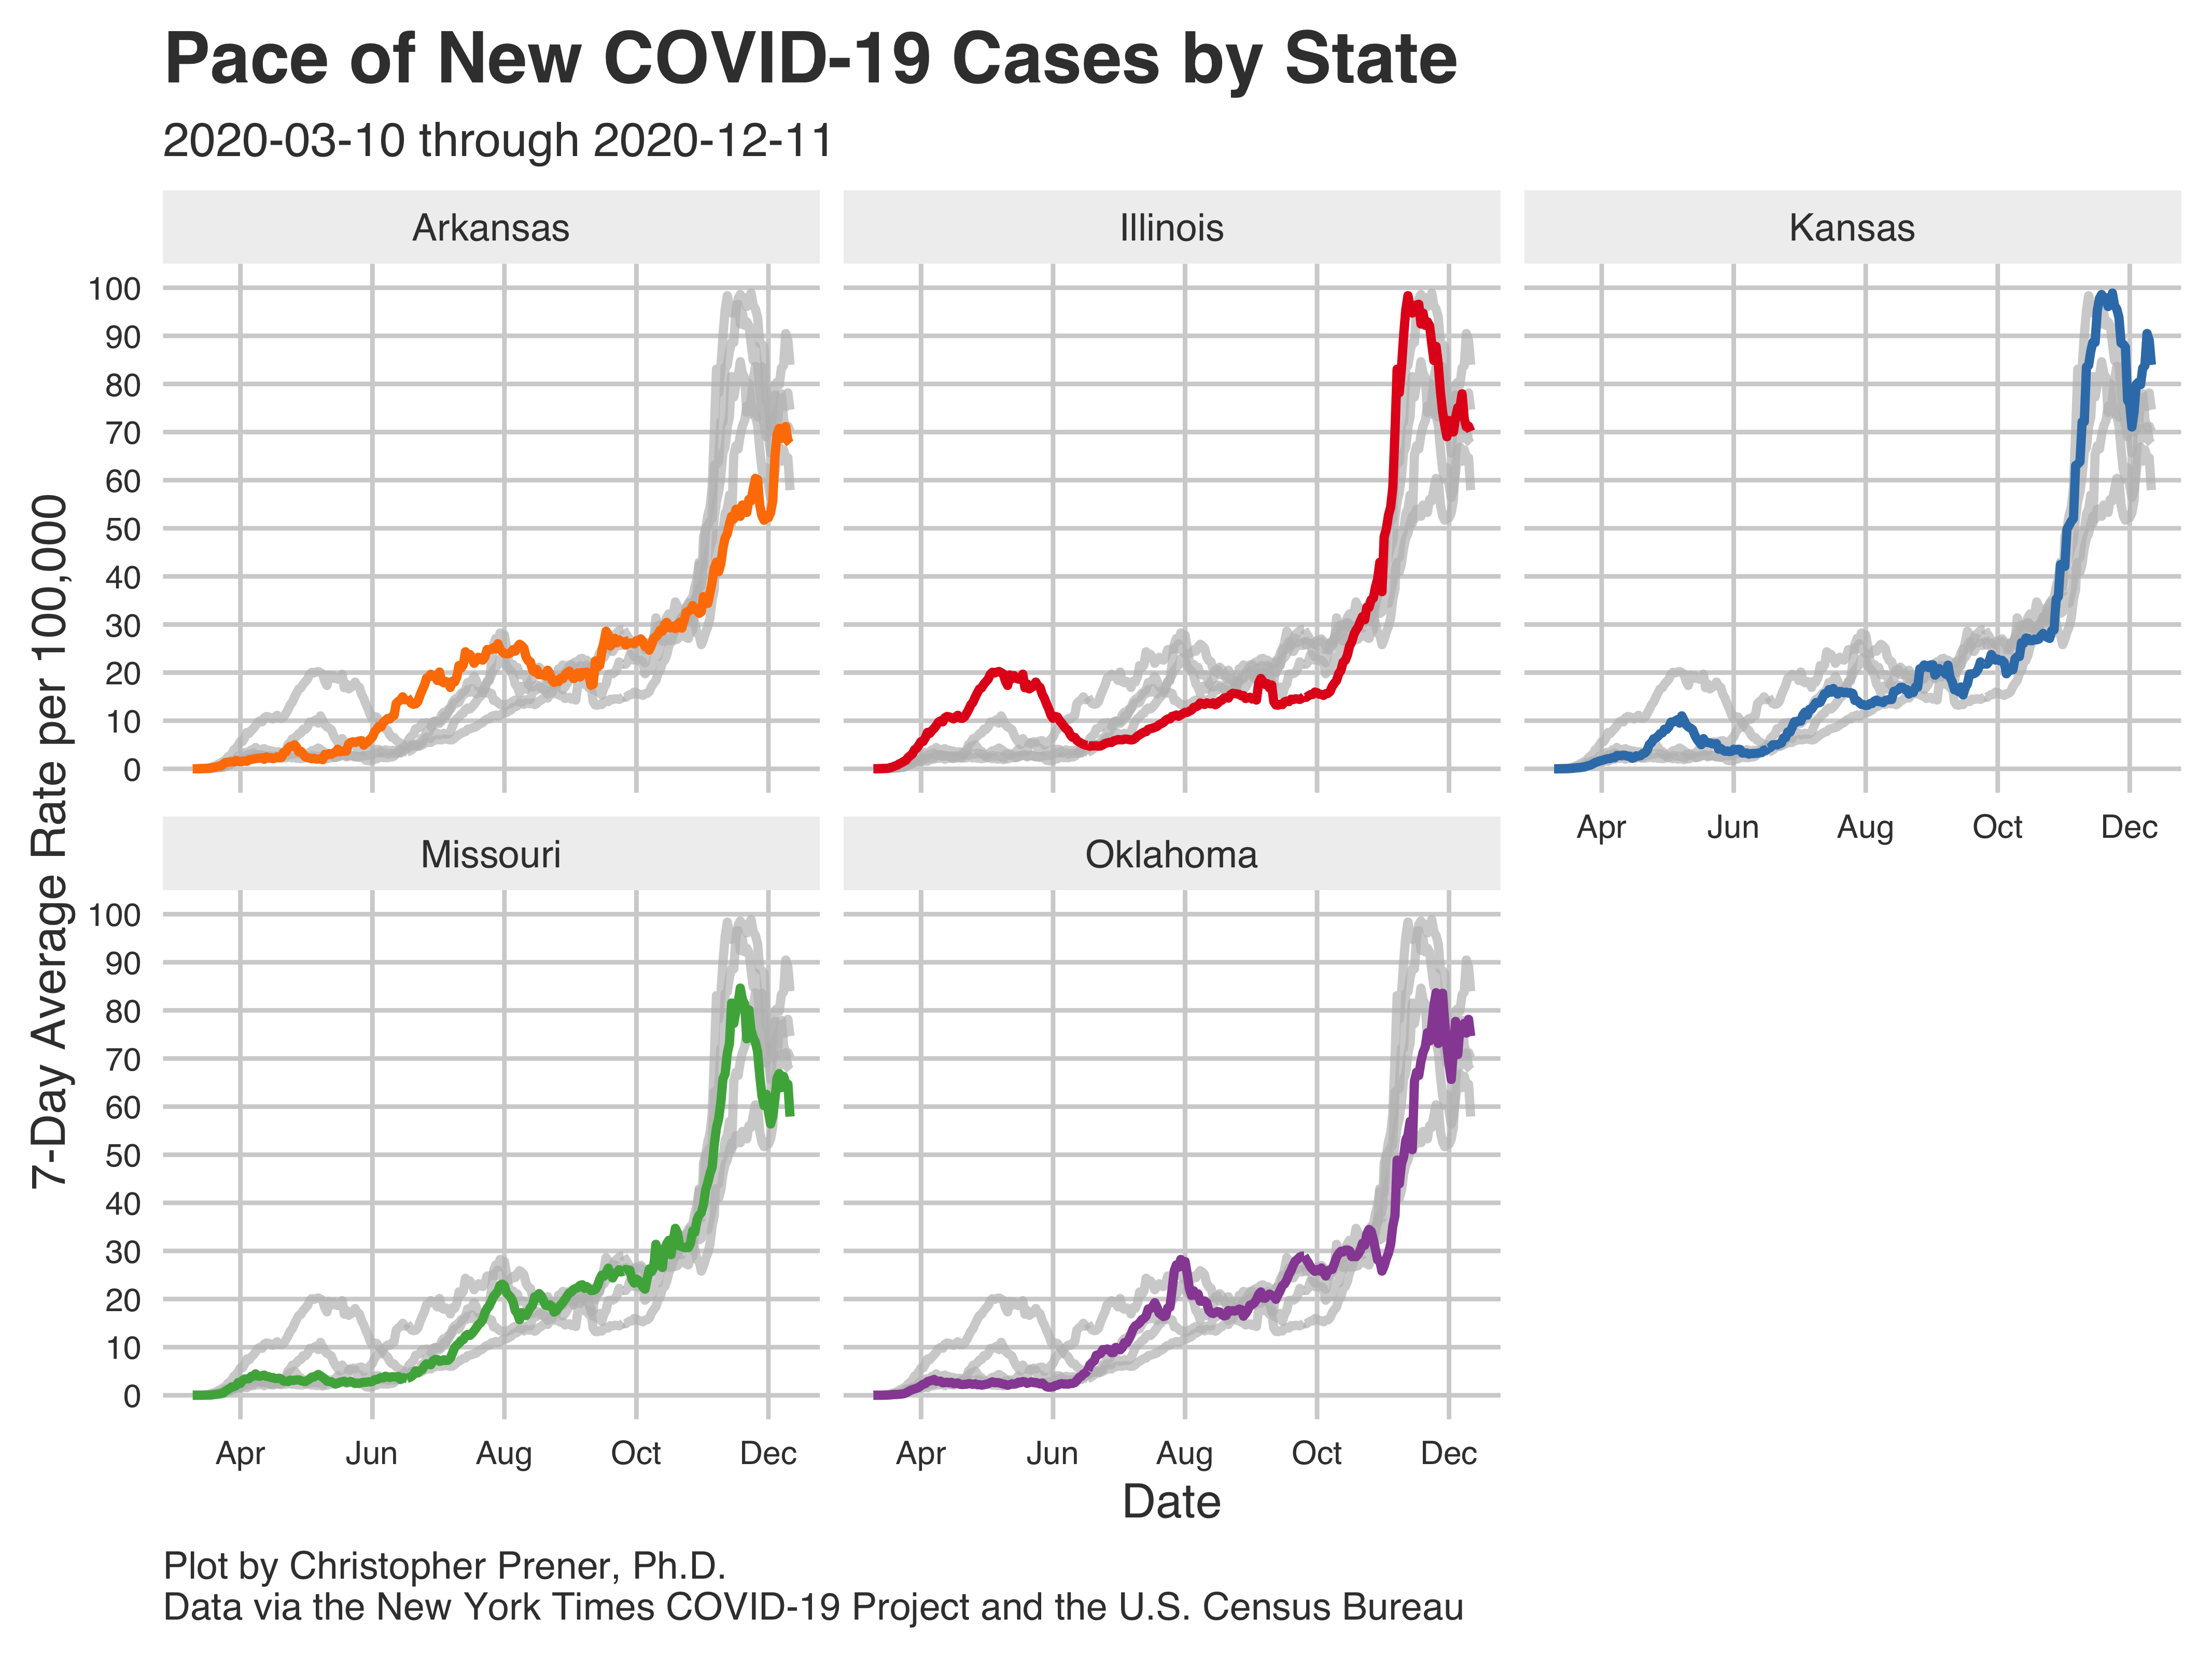 Pace of New COVID-19 Cases by State
2020-03-10 through 2020-12-11
7-Day Average Rate per 100,000
Arkansas
Illinois
Kansas
100
90
80
70
60
50
40
30
20
10
0
Apr Jun Aug Oct Dec
Missouri
Oklahoma
100
90
80
70
60
50
40
30
20
10
0
Apr Jun Aug Oct Dec
Apr Jun Aug Oct Dec
Date
Plot by Christopher Prener, Ph.D.
Data via the New York Times COVID-19 Project and the U.S. Census Bureau